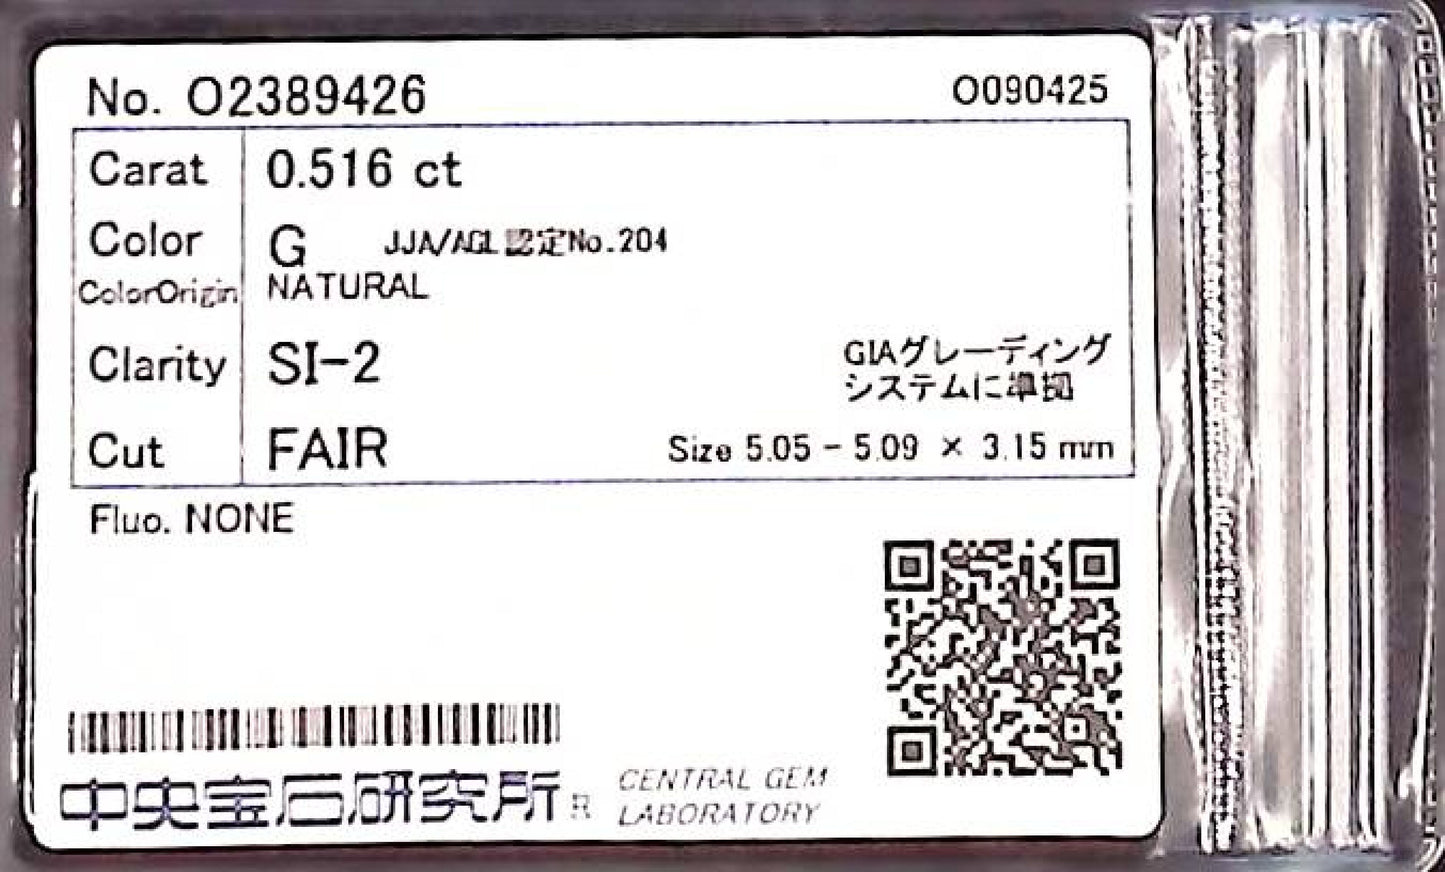 No. O2389426 O090425
Carat 0.516 ct
Color G JJA/AGL認定No.204
ColorOrigin NATURAL
Clarity SI-2 GIAグレーディング
システムに準拠
Cut FAIR Size 5.05 - 5.09 × 3.15 mm
Fluo. NONE
中央宝石研究所® CENTRAL GEM
LABORATORY